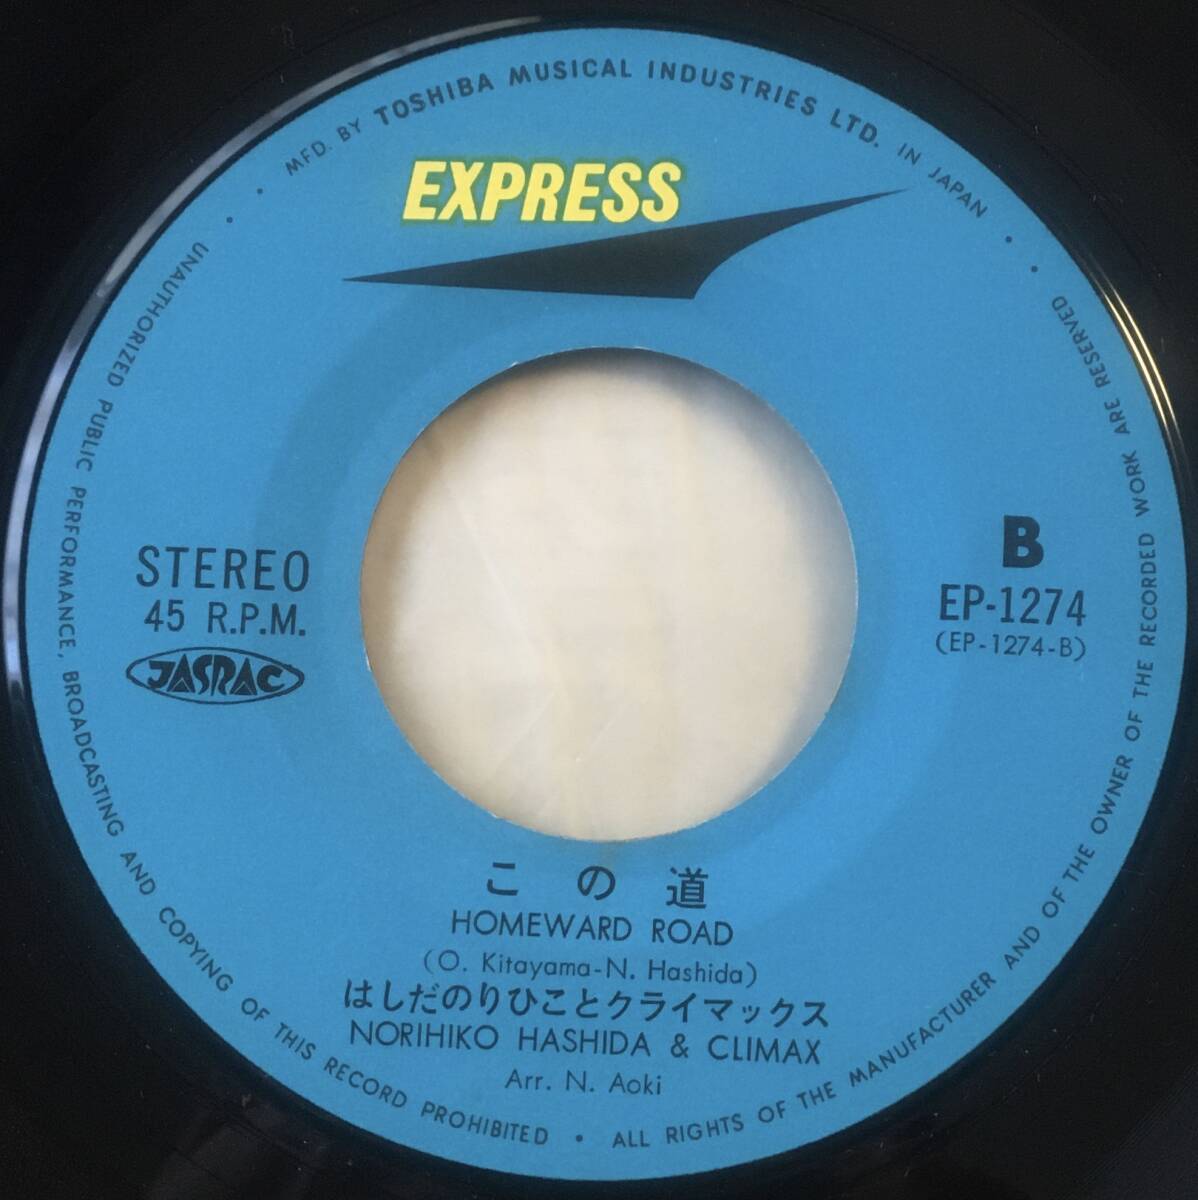 MFD. BY TOSHIBA MUSICAL INDUSTRIES LTD. IN JAPAN
EXPRESS
STEREO
45 R.P.M.
JASRAC
B
EP-1274
(EP-1274-B)
この道
HOMEWARD ROAD
(O. Kitayama-N. Hashida)
はしだのりひことクライマックス
NORIHIKO HASHIDA & CLIMAX
Arr. N. Aoki
UNAUTHORIZED PUBLIC PERFORMANCE, BROADCASTING AND COPYING OF THIS RECORD PROHIBITED • ALL RIGHTS OF THE MANUFACTURER AND OF THE OWNER OF THE RECORDED WORK ARE RESERVED